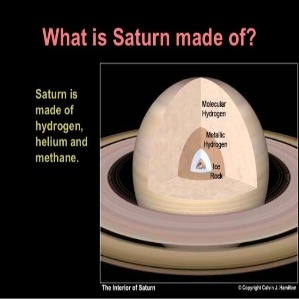 What is Saturn made of?
Saturn is
made of
hydrogen,
helium and
methane.
Molecular
Hydrogen
Metallic
Hydrogen
Ice
Rock
The Interior of Saturn
© Copyright Calvin J. Hamilton